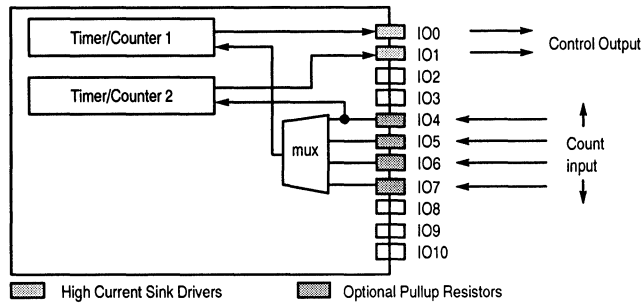 Timer/Counter 1
Timer/Counter 2
mux
IO0
IO1
IO2
IO3
IO4
IO5
IO6
IO7
IO8
IO9
IO10
Control Output
Count
input
High Current Sink Drivers
Optional Pullup Resistors